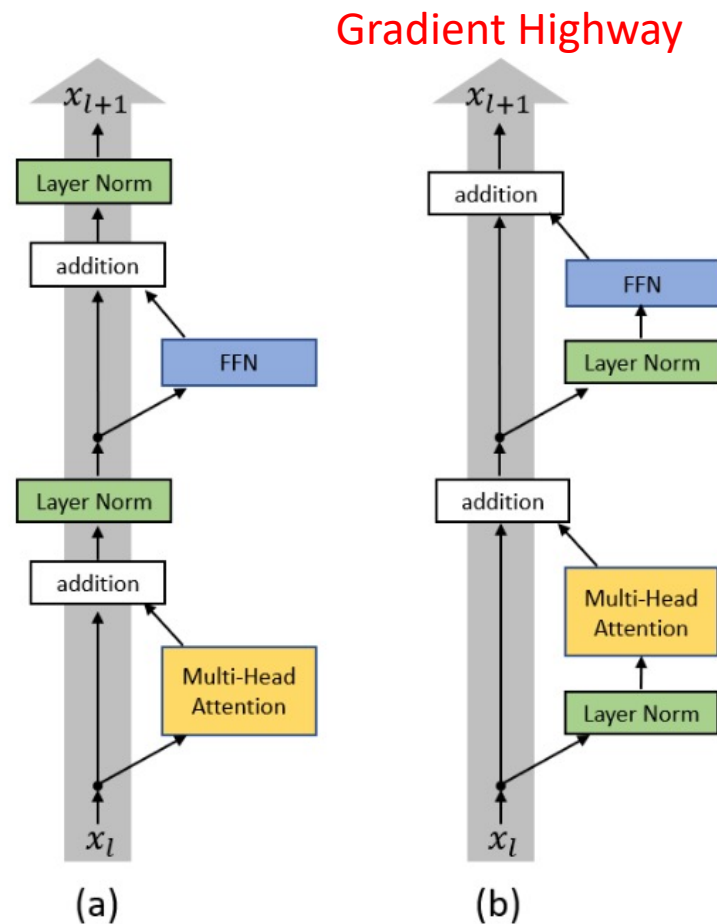 Gradient Highway
x_{l+1}
Layer Norm
addition
FFN
Layer Norm
addition
Multi-Head
Attention
x_l
(a)
x_{l+1}
addition
FFN
Layer Norm
addition
Multi-Head
Attention
Layer Norm
x_l
(b)